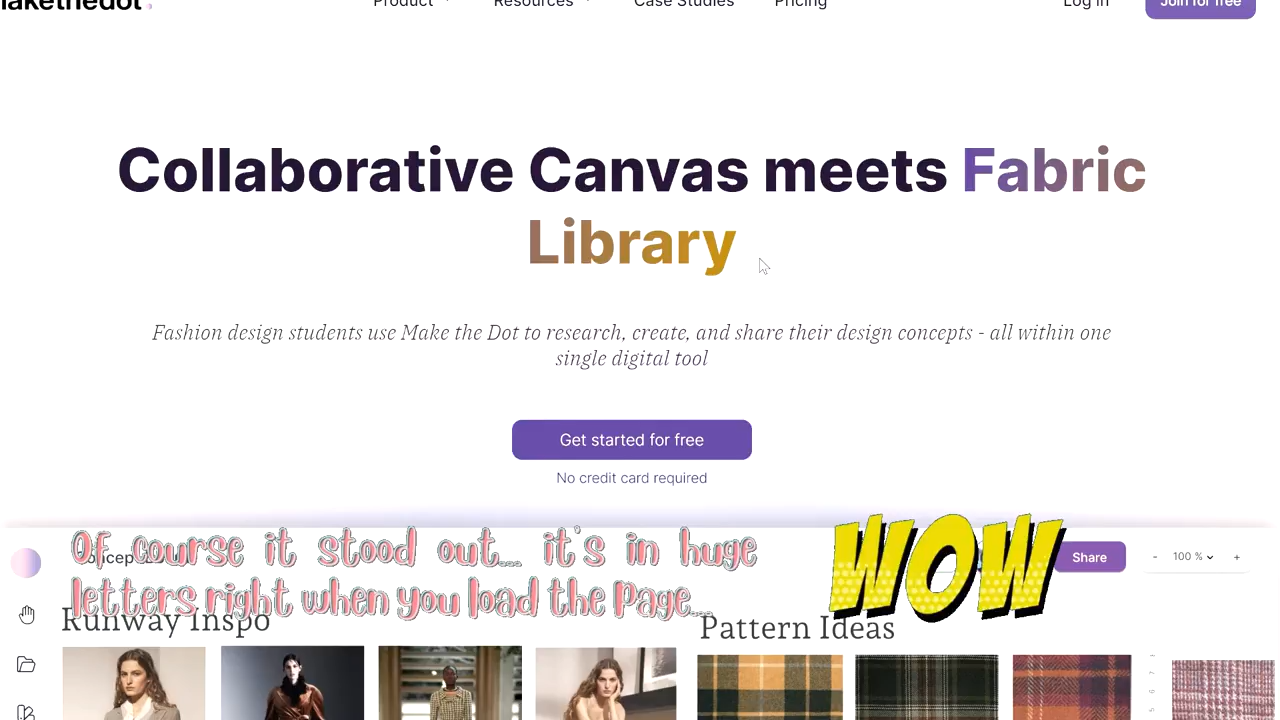 makethedot
Product Resources Case Studies Pricing Log in Join for free
Collaborative Canvas meets Fabric
Library
Fashion design students use Make the Dot to research, create, and share their design concepts - all within one
single digital tool
Get started for free
No credit card required
Of course it stood out... it's in huge
letters right when you load the page...
WOW
Share - 100 % +
Runway Inspo
Pattern Ideas